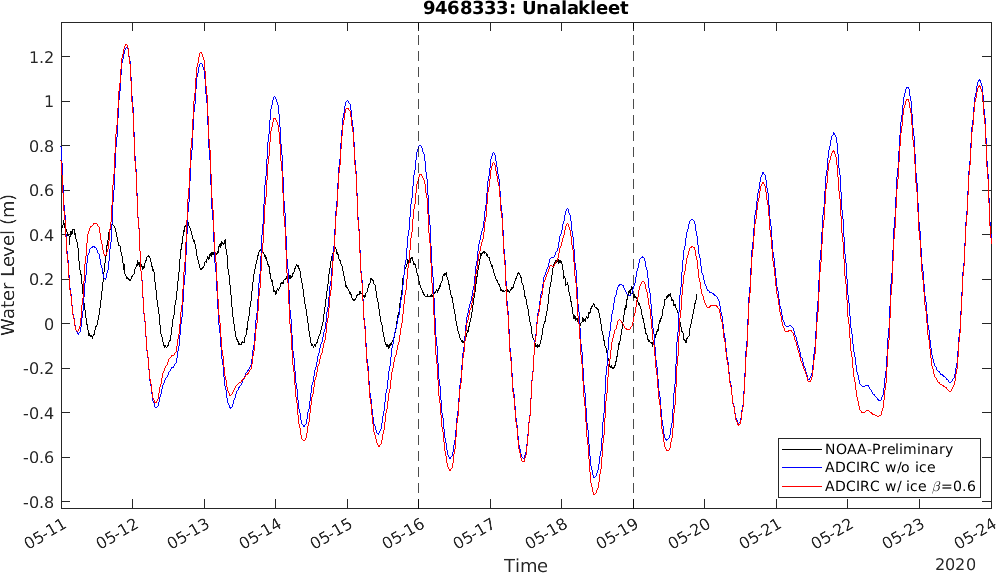 9468333: Unalakleet
Water Level (m)
1.2
1
0.8
0.6
0.4
0.2
0
-0.2
-0.4
-0.6
-0.8
NOAA-Preliminary
ADCIRC w/o ice
ADCIRC w/ ice β=0.6
05-11 05-12 05-13 05-14 05-15 05-16 05-17 05-18 05-19 05-20 05-21 05-22 05-23 05-24
Time
2020